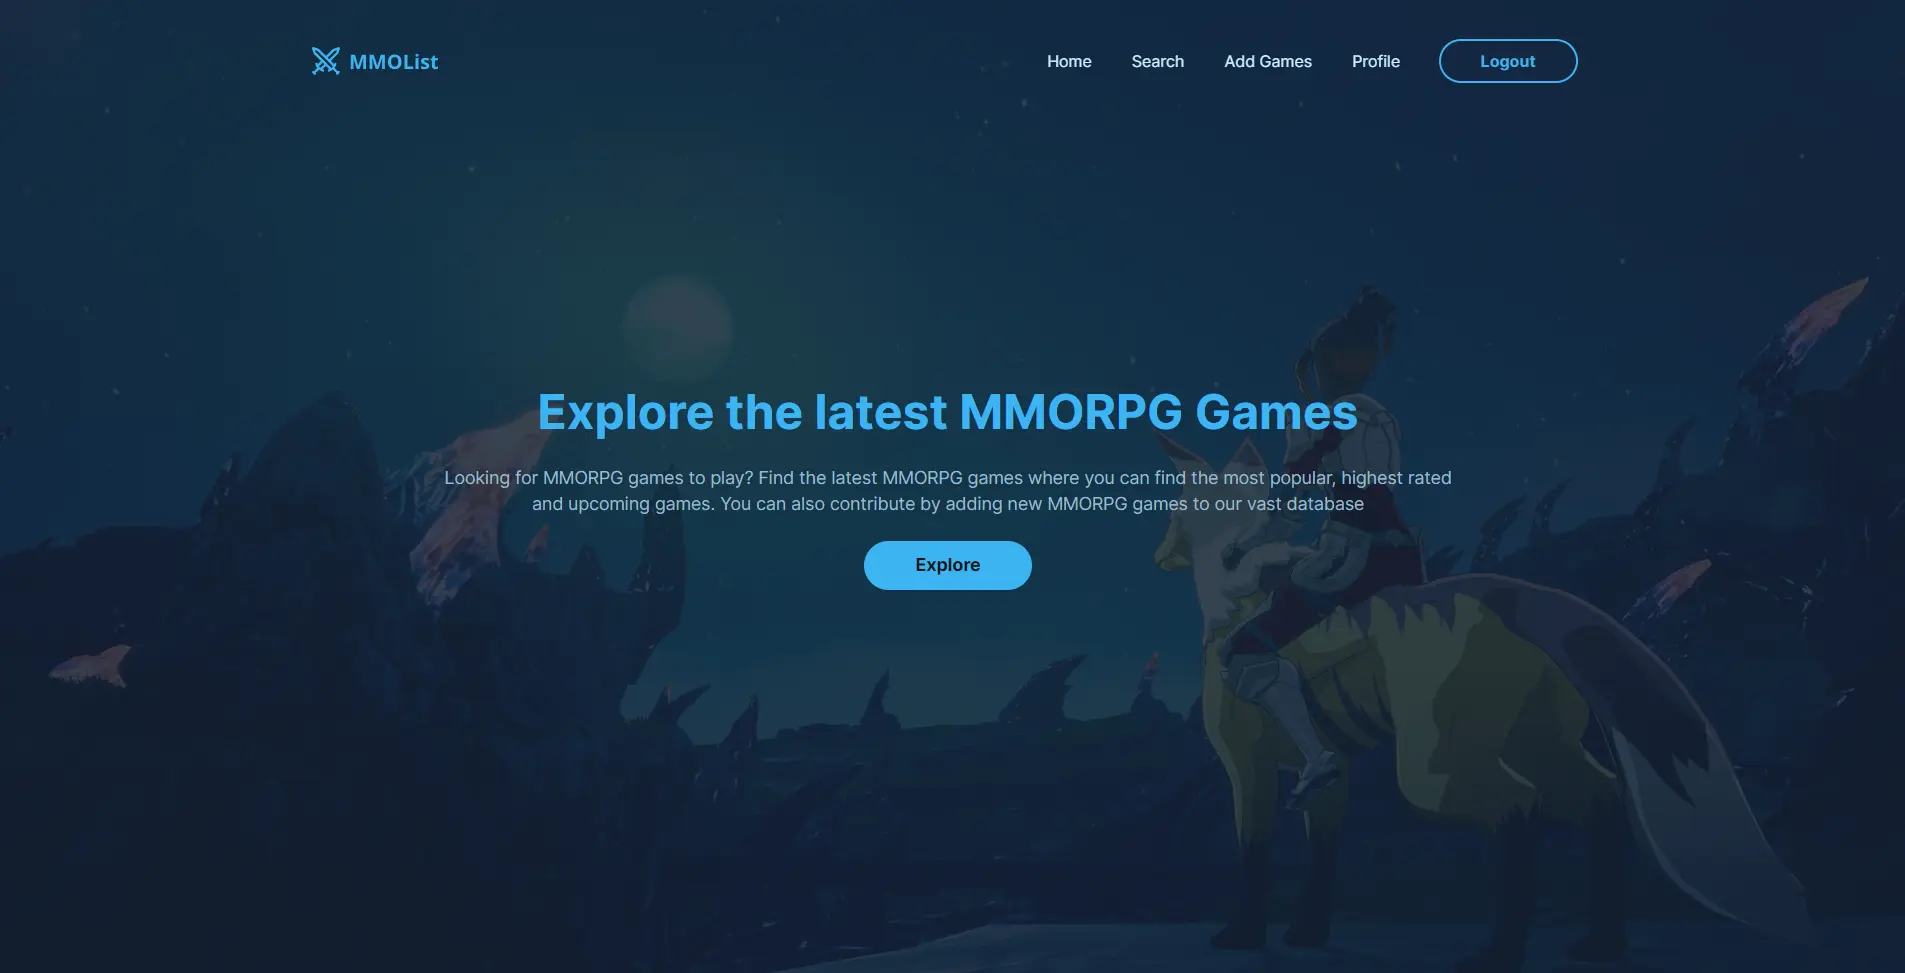 MMOList
Home
Search
Add Games
Profile
Logout
Explore the latest MMORPG Games
Looking for MMORPG games to play? Find the latest MMORPG games where you can find the most popular, highest rated
and upcoming games. You can also contribute by adding new MMORPG games to our vast database
Explore